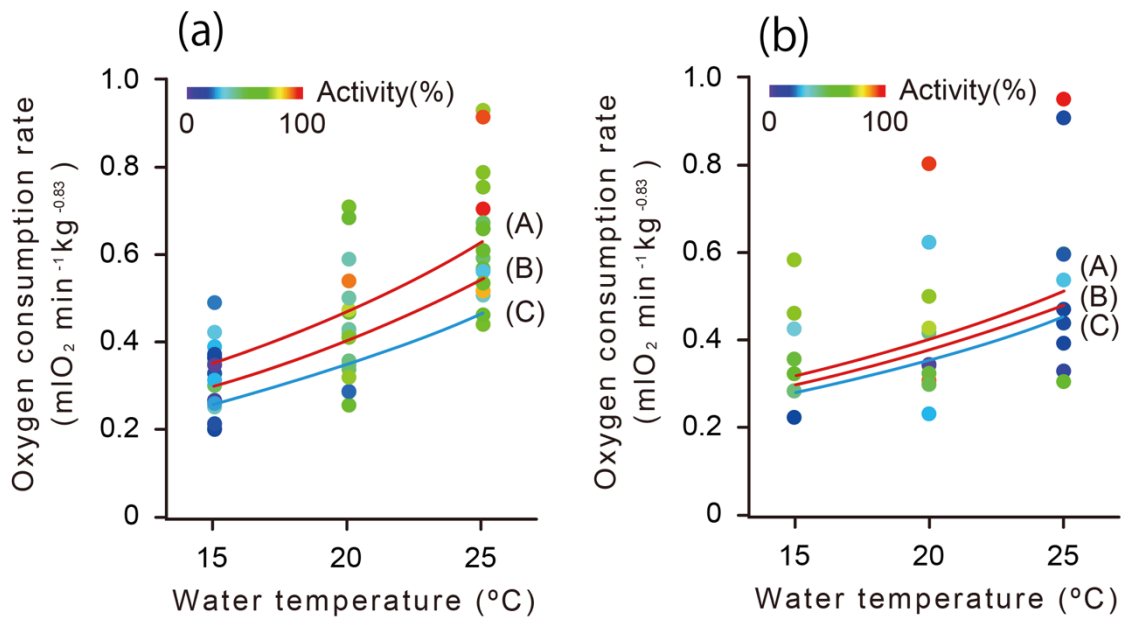 (a)
Oxygen consumption rate
(mlO₂ min⁻¹kg⁻⁰·⁸³)
1.0
0.8
0.6
0.4
0.2
0
Activity(%)
0 100
(A)
(B)
(C)
15 20 25
Water temperature (ºC)
(b)
Oxygen consumption rate
(mlO₂ min⁻¹kg⁻⁰·⁸³)
1.0
0.8
0.6
0.4
0.2
0
Activity(%)
0 100
(A)
(B)
(C)
15 20 25
Water temperature (ºC)